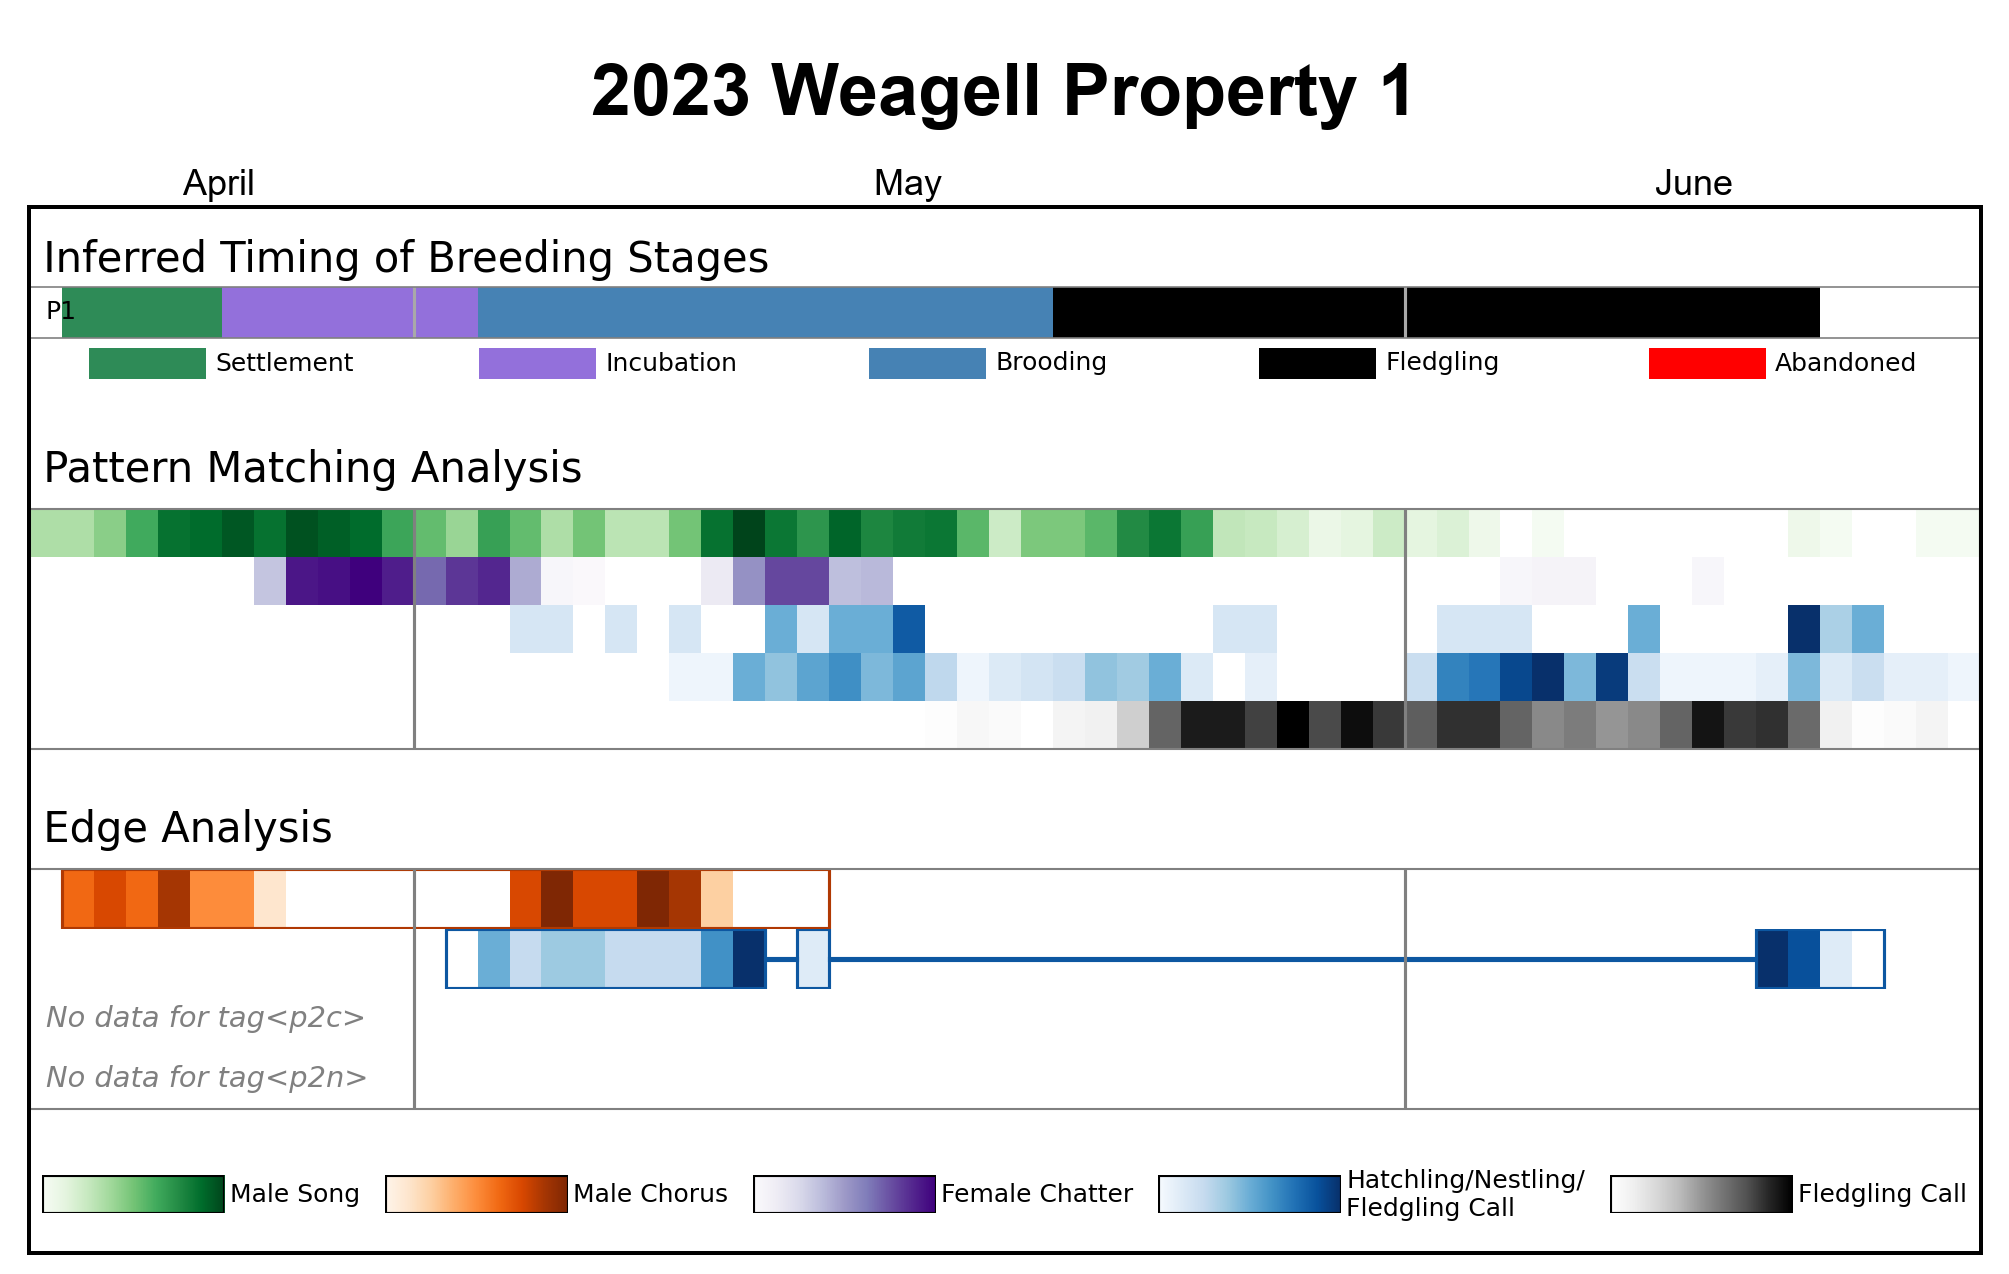 2023 Weagell Property 1
April May June
Inferred Timing of Breeding Stages
P1
Settlement Incubation Brooding Fledgling Abandoned
Pattern Matching Analysis
Edge Analysis
No data for tag<p2c>
No data for tag<p2n>
Male Song Male Chorus Female Chatter Hatchling/Nestling/
Fledgling Call Fledgling Call